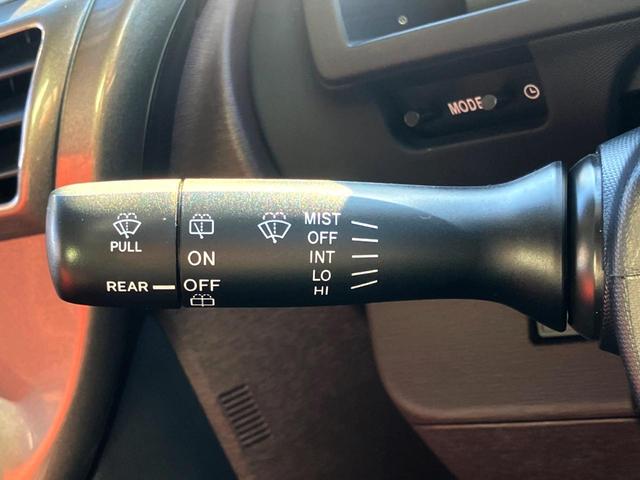 MODE
PULL
REAR
ON
OFF
MIST
OFF
INT
LO
HI